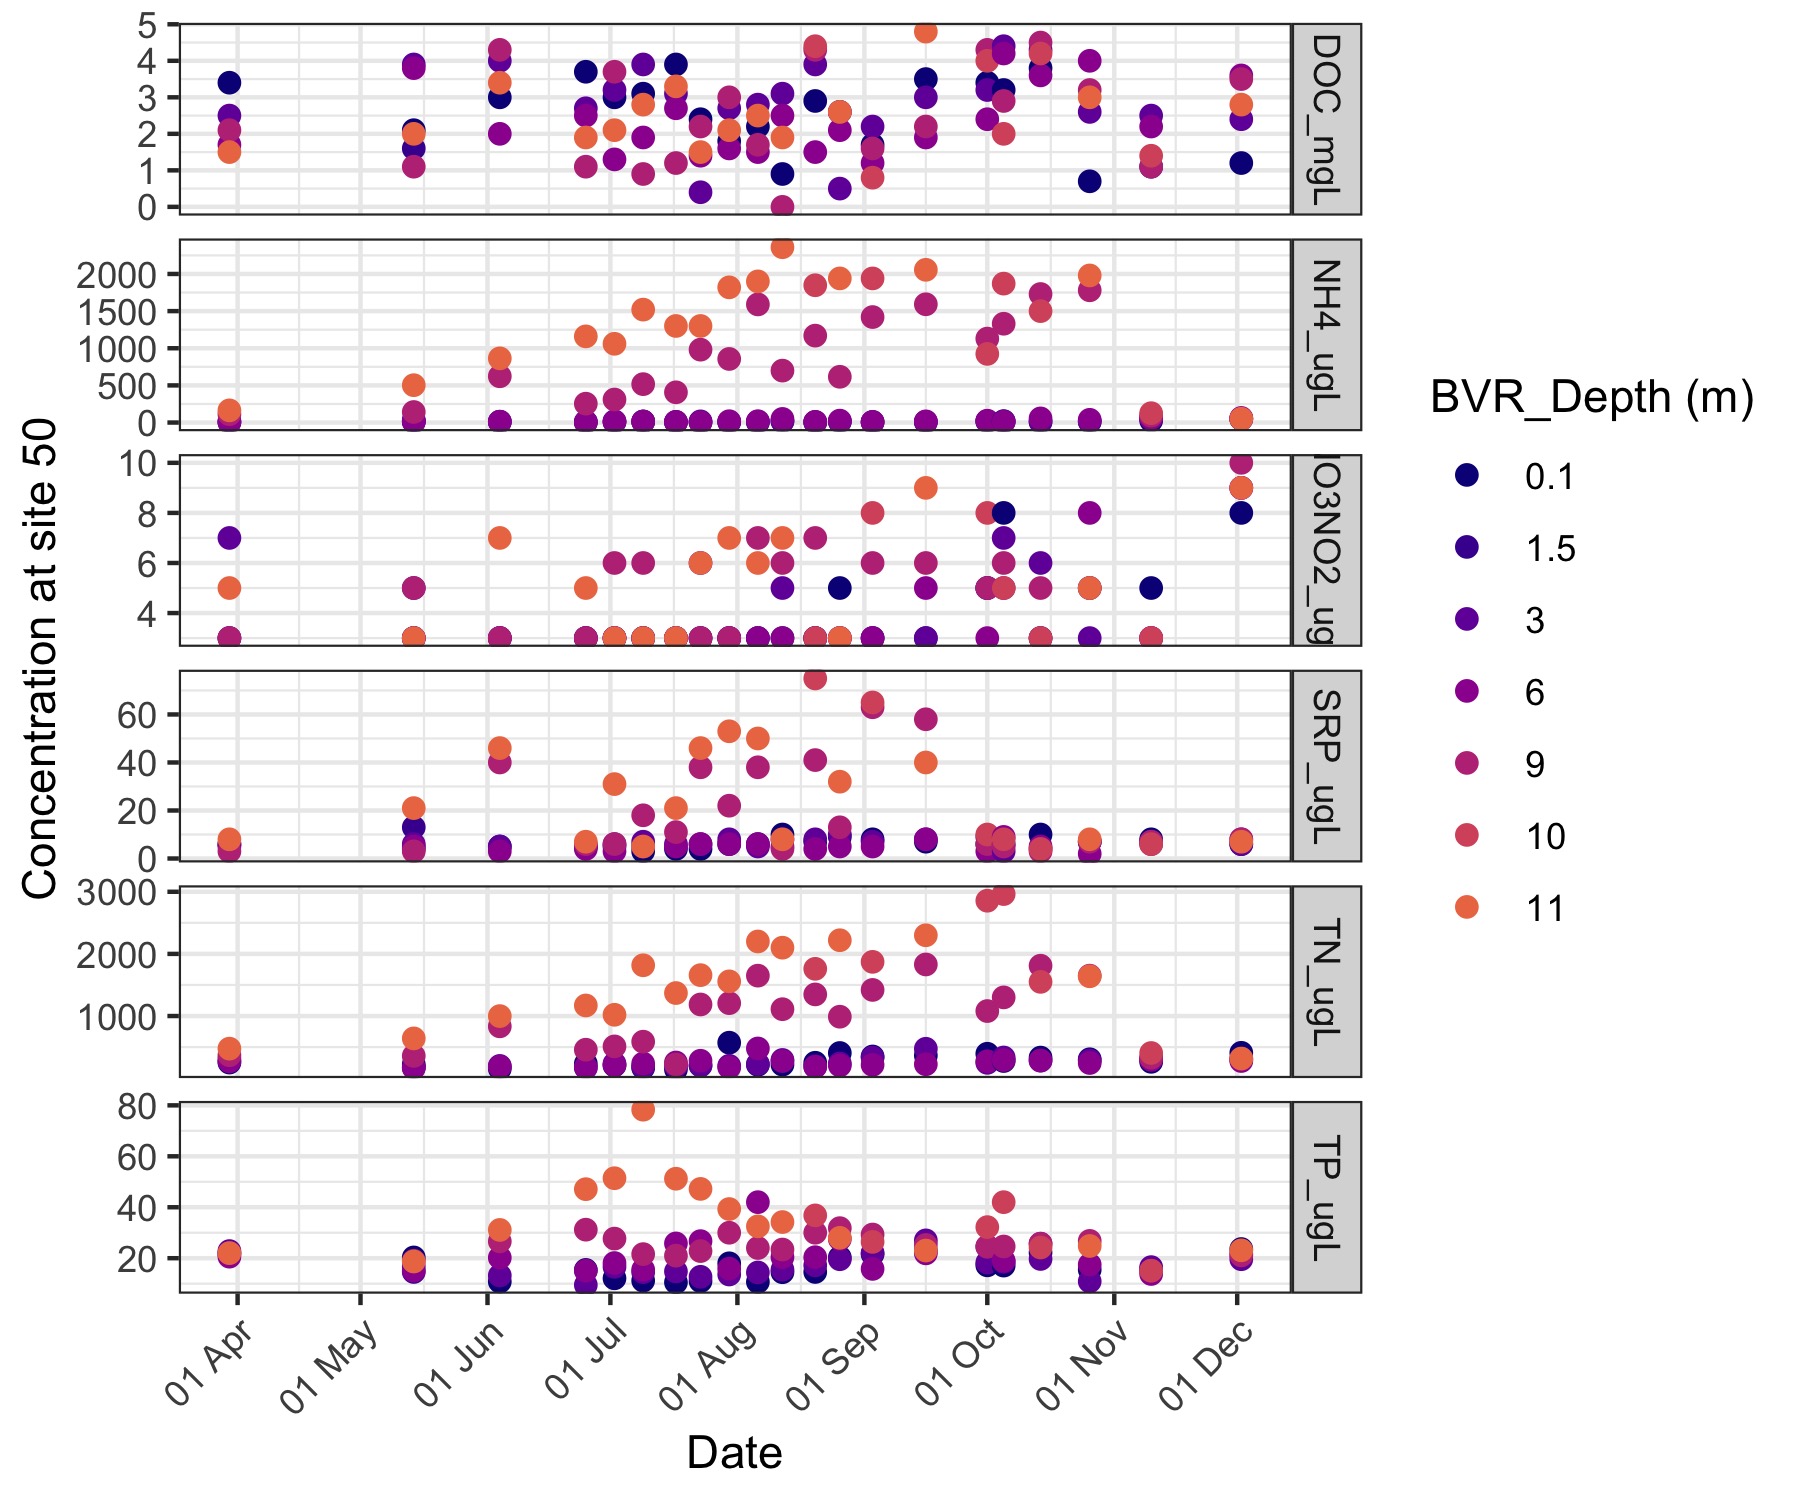 Concentration at site 50
5
4
3
2
1
0
DOC_mgL
2000
1500
1000
500
0
NH4_ugL
10
8
6
4
IO3NO2_ug
60
40
20
0
SRP_ugL
3000
2000
1000
TN_ugL
80
60
40
20
TP_ugL
01 Apr
01 May
01 Jun
01 Jul
01 Aug
01 Sep
01 Oct
01 Nov
01 Dec
Date
BVR_Depth (m)
0.1
1.5
3
6
9
10
11